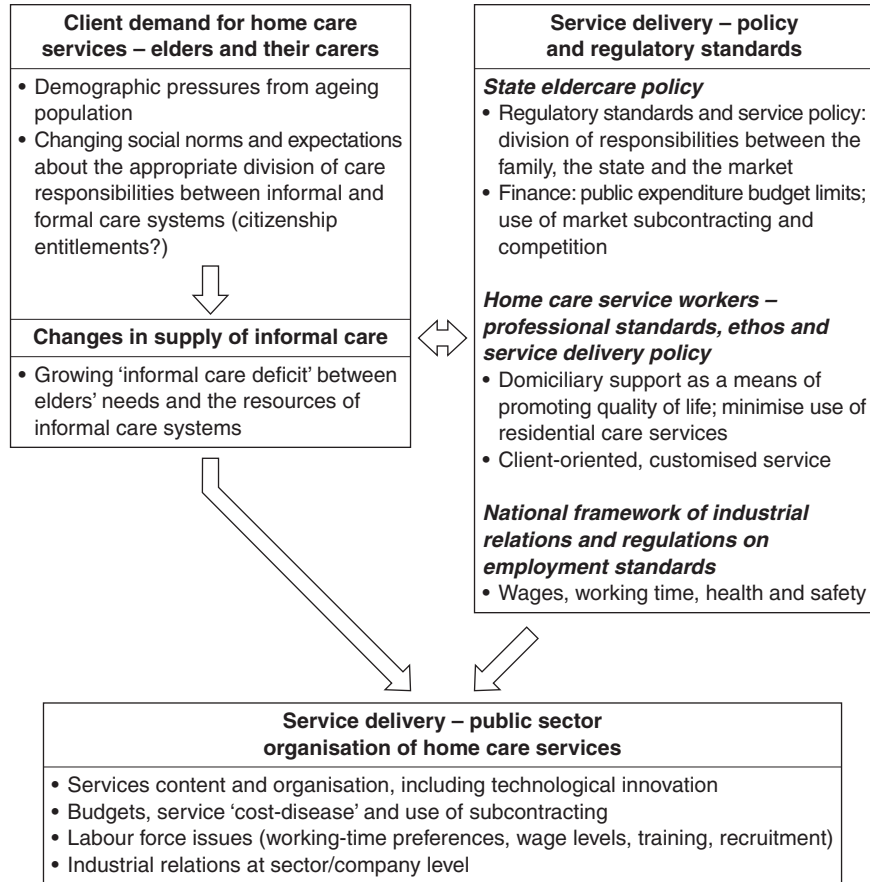 Client demand for home care
services – elders and their carers
• Demographic pressures from ageing
population
• Changing social norms and expectations
about the appropriate division of care
responsibilities between informal and
formal care systems (citizenship
entitlements?)
Changes in supply of informal care
• Growing ‘informal care deficit’ between
elders’ needs and the resources of
informal care systems
Service delivery – policy
and regulatory standards
State eldercare policy
• Regulatory standards and service policy:
division of responsibilities between the
family, the state and the market
• Finance: public expenditure budget limits;
use of market subcontracting and
competition
Home care service workers –
professional standards, ethos and
service delivery policy
• Domiciliary support as a means of
promoting quality of life; minimise use of
residential care services
• Client-oriented, customised service
National framework of industrial
relations and regulations on
employment standards
• Wages, working time, health and safety
Service delivery – public sector
organisation of home care services
• Services content and organisation, including technological innovation
• Budgets, service ‘cost-disease’ and use of subcontracting
• Labour force issues (working-time preferences, wage levels, training, recruitment)
• Industrial relations at sector/company level